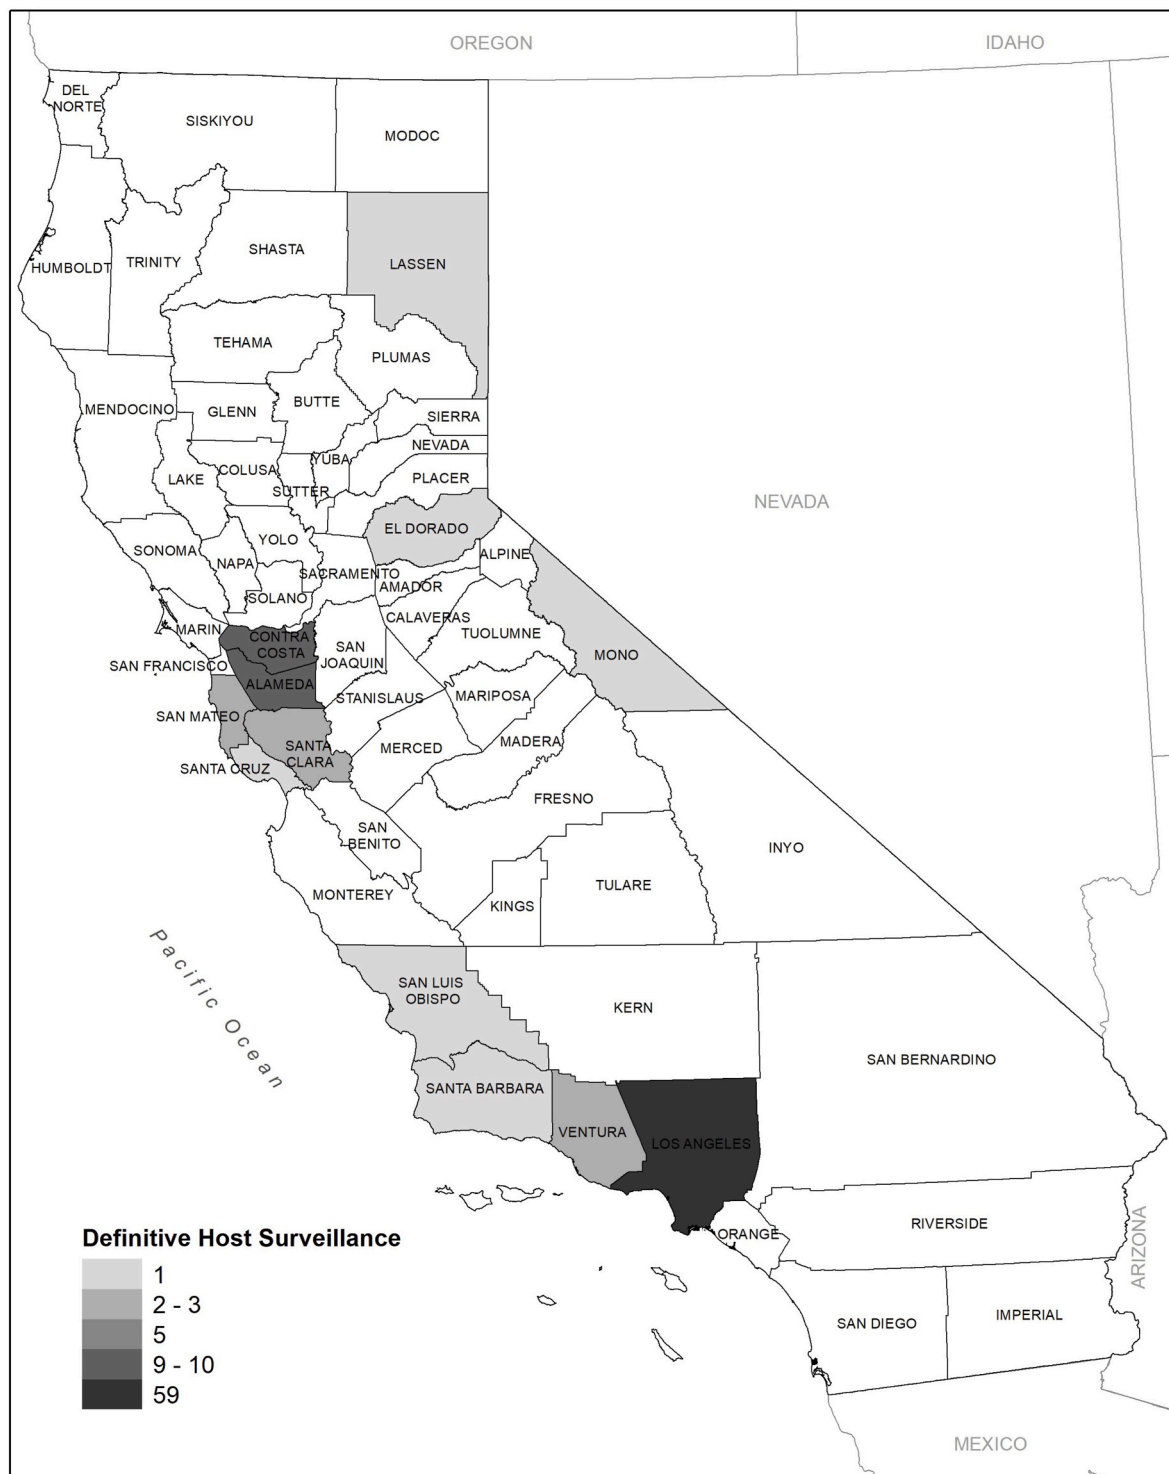 OREGON
IDAHO
DEL
NORTE
SISKIYOU
MODOC
SHASTA
LASSEN
HUMBOLDT
TRINITY
TEHAMA
PLUMAS
MENDOCINO
GLENN
BUTTE
SIERRA
NEVADA
YUBA
COLUSA
LAKE
PLACER
SUTTER
NEVADA
EL DORADO
YOLO
SONOMA
ALPINE
NAPA
SACRAMENTO
AMADOR
SOLANO
CALAVERAS
MARIN
TUOLUMNE
CONTRA
COSTA
SAN
JOAQUIN
MONO
SAN FRANCISCO
ALAMEDA
STANISLAUS
MARIPOSA
SAN MATEO
MADERA
SANTA
CLARA
MERCED
SANTA CRUZ
FRESNO
SAN
BENITO
INYO
TULARE
MONTEREY
KINGS
Pacific Ocean
SAN LUIS
OBISPO
KERN
SAN BERNARDINO
SANTA BARBARA
VENTURA
LOS ANGELES
RIVERSIDE
ORANGE
ARIZONA
Definitive Host Surveillance
1
2 - 3
5
9 - 10
59
SAN DIEGO
IMPERIAL
MEXICO